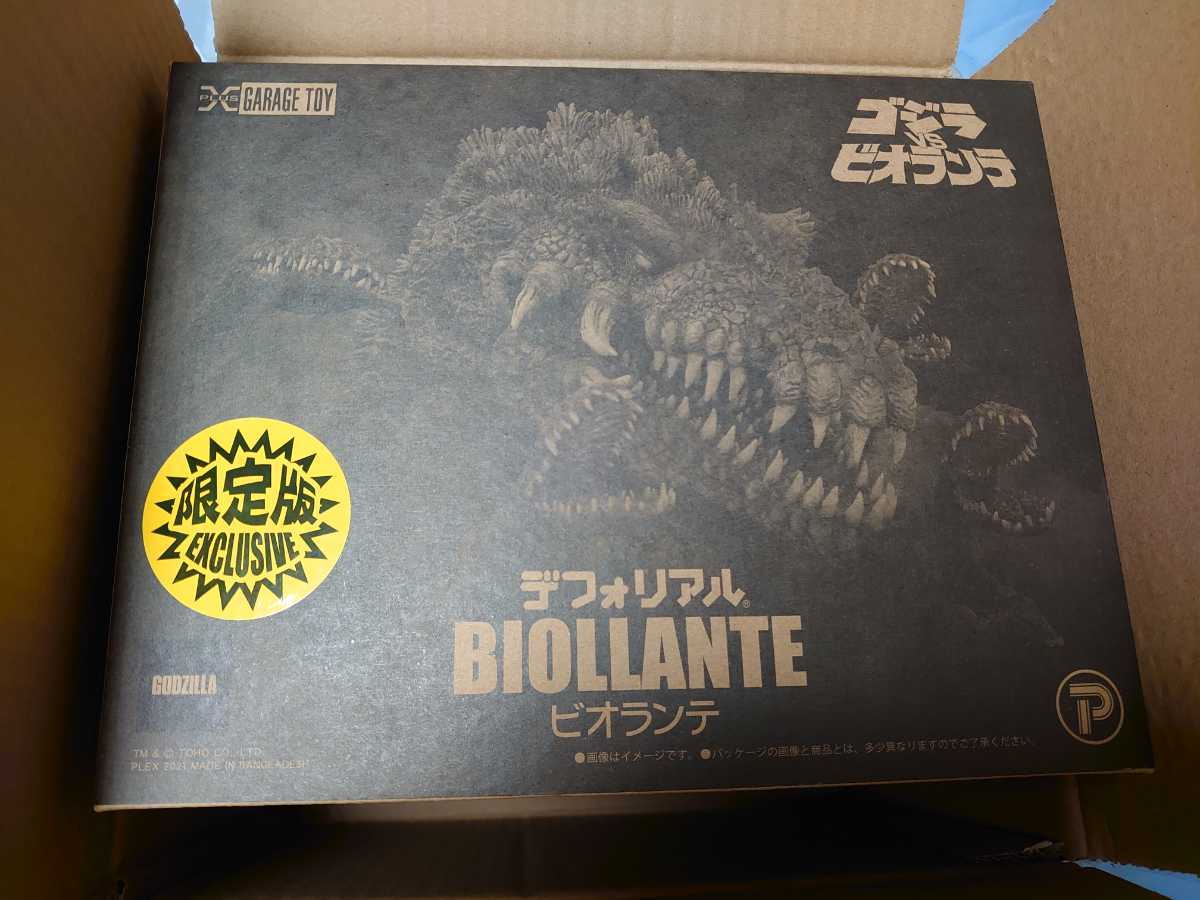 X PLUS GARAGE TOY
ゴジラ
VS
ビオランテ
限定版
EXCLUSIVE
デフォリアル®
BIOLLANTE
ビオランテ
GODZILLA
TM & © TOHO CO., LTD.
PLEX 2021 MADE IN BANGLADESH
●画像はイメージです。●パッケージの画像と商品とは、多少異なりますのでご了承ください。
P